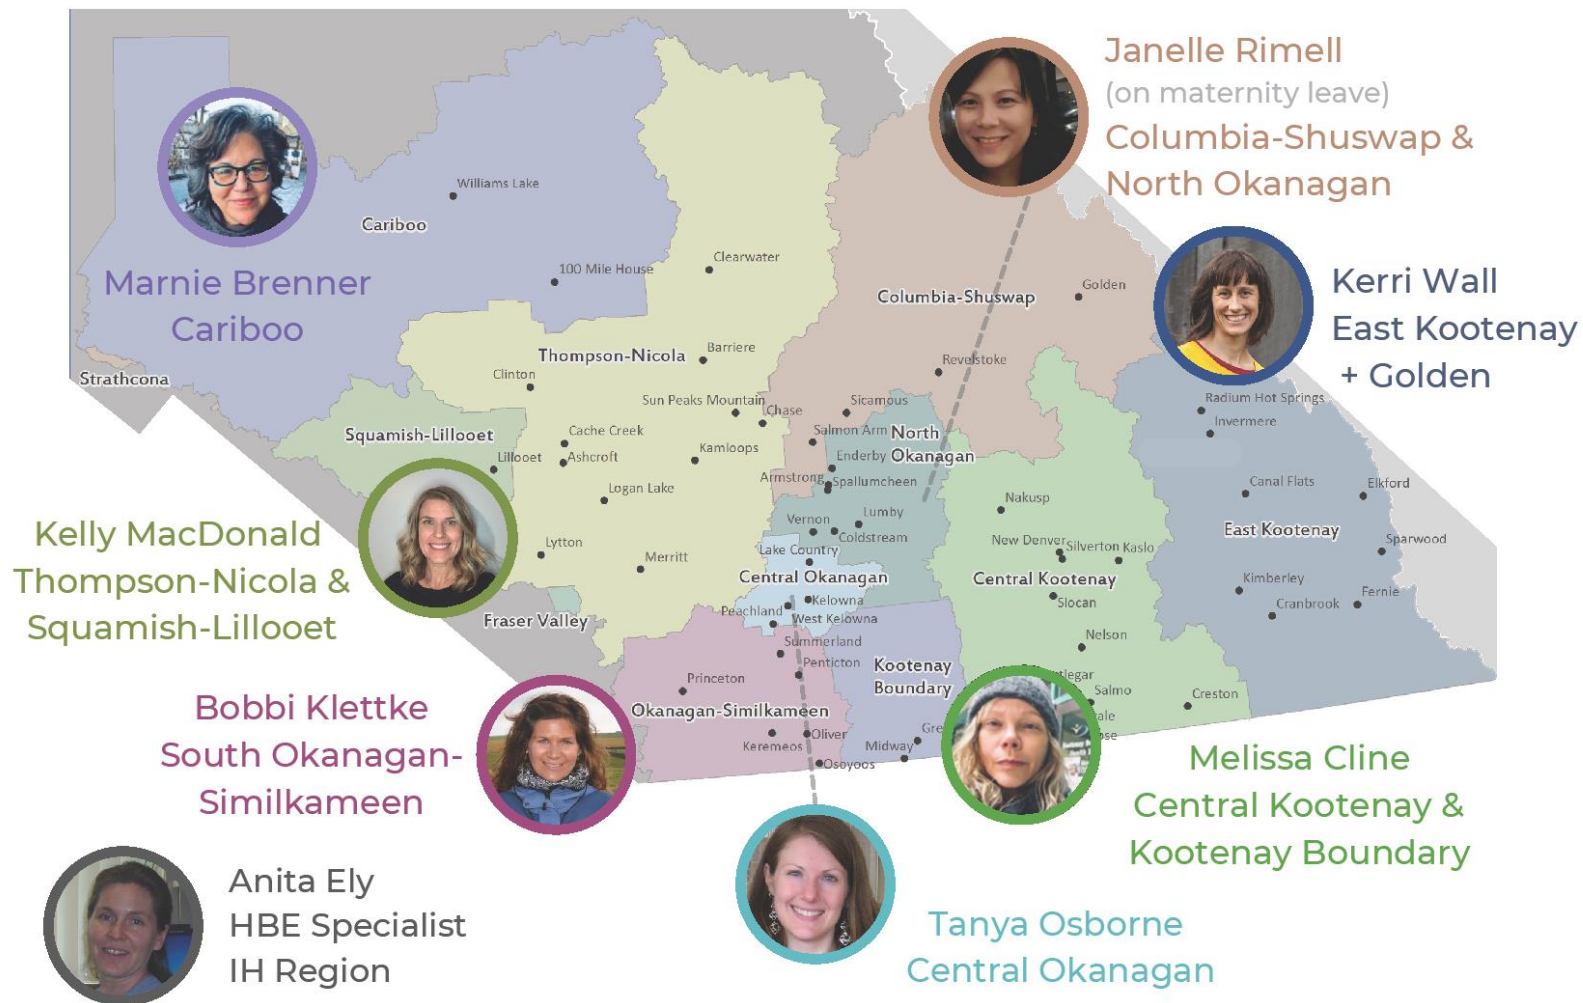 Janelle Rimell
(on maternity leave)
Columbia-Shuswap &
North Okanagan
Kerri Wall
East Kootenay
+ Golden
Marnie Brenner
Cariboo
Kelly MacDonald
Thompson-Nicola &
Squamish-Lillooet
Bobbi Klettke
South Okanagan-
Similkameen
Anita Ely
HBE Specialist
IH Region
Tanya Osborne
Central Okanagan
Melissa Cline
Central Kootenay &
Kootenay Boundary
Williams Lake
Cariboo
100 Mile House
Clearwater
Columbia-Shuswap
Golden
Thompson-Nicola
Barriere
Revelstoke
Strathcona
Clinton
Sun Peaks Mountain
Chase
Sicamous
Radium Hot Springs
Invermere
Squamish-Lillooet
Cache Creek
Salmon Arm
North
Okanagan
Lillooet
Ashcroft
Kamloops
Enderby
Armstrong
Spallumcheen
Logan Lake
Nakusp
Canal Flats
Elkford
Vernon
Lumby
Coldstream
East Kootenay
Lytton
Merritt
Lake Country
New Denver
Silverton
Kaslo
Sparwood
Central Okanagan
Central Kootenay
Kimberley
Fernie
Kelowna
Slocan
Cranbrook
Peachland
West Kelowna
Fraser Valley
Summerland
Nelson
Penticton
Kootenay
Boundary
Princeton
tlegar
Salmo
Creston
Okanagan-Similkameen
ale
Keremeos
Oliver
Gre
Midway
ose
Osoyoos